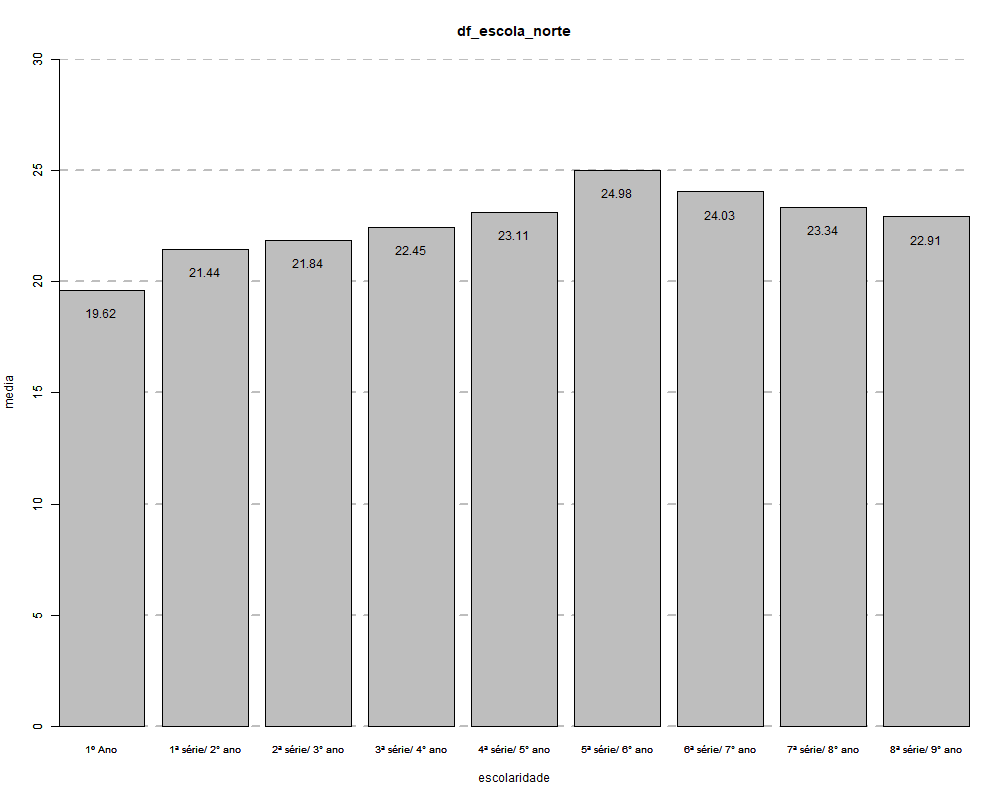 df_escola_norte
30
25
20
15
10
5
0
media
19.62
21.44
21.84
22.45
23.11
24.98
24.03
23.34
22.91
1º Ano
1ª série/ 2° ano
2ª série/ 3° ano
3ª série/ 4° ano
4ª série/ 5° ano
5ª série/ 6° ano
6ª série/ 7° ano
7ª série/ 8° ano
8ª série/ 9° ano
escolaridade